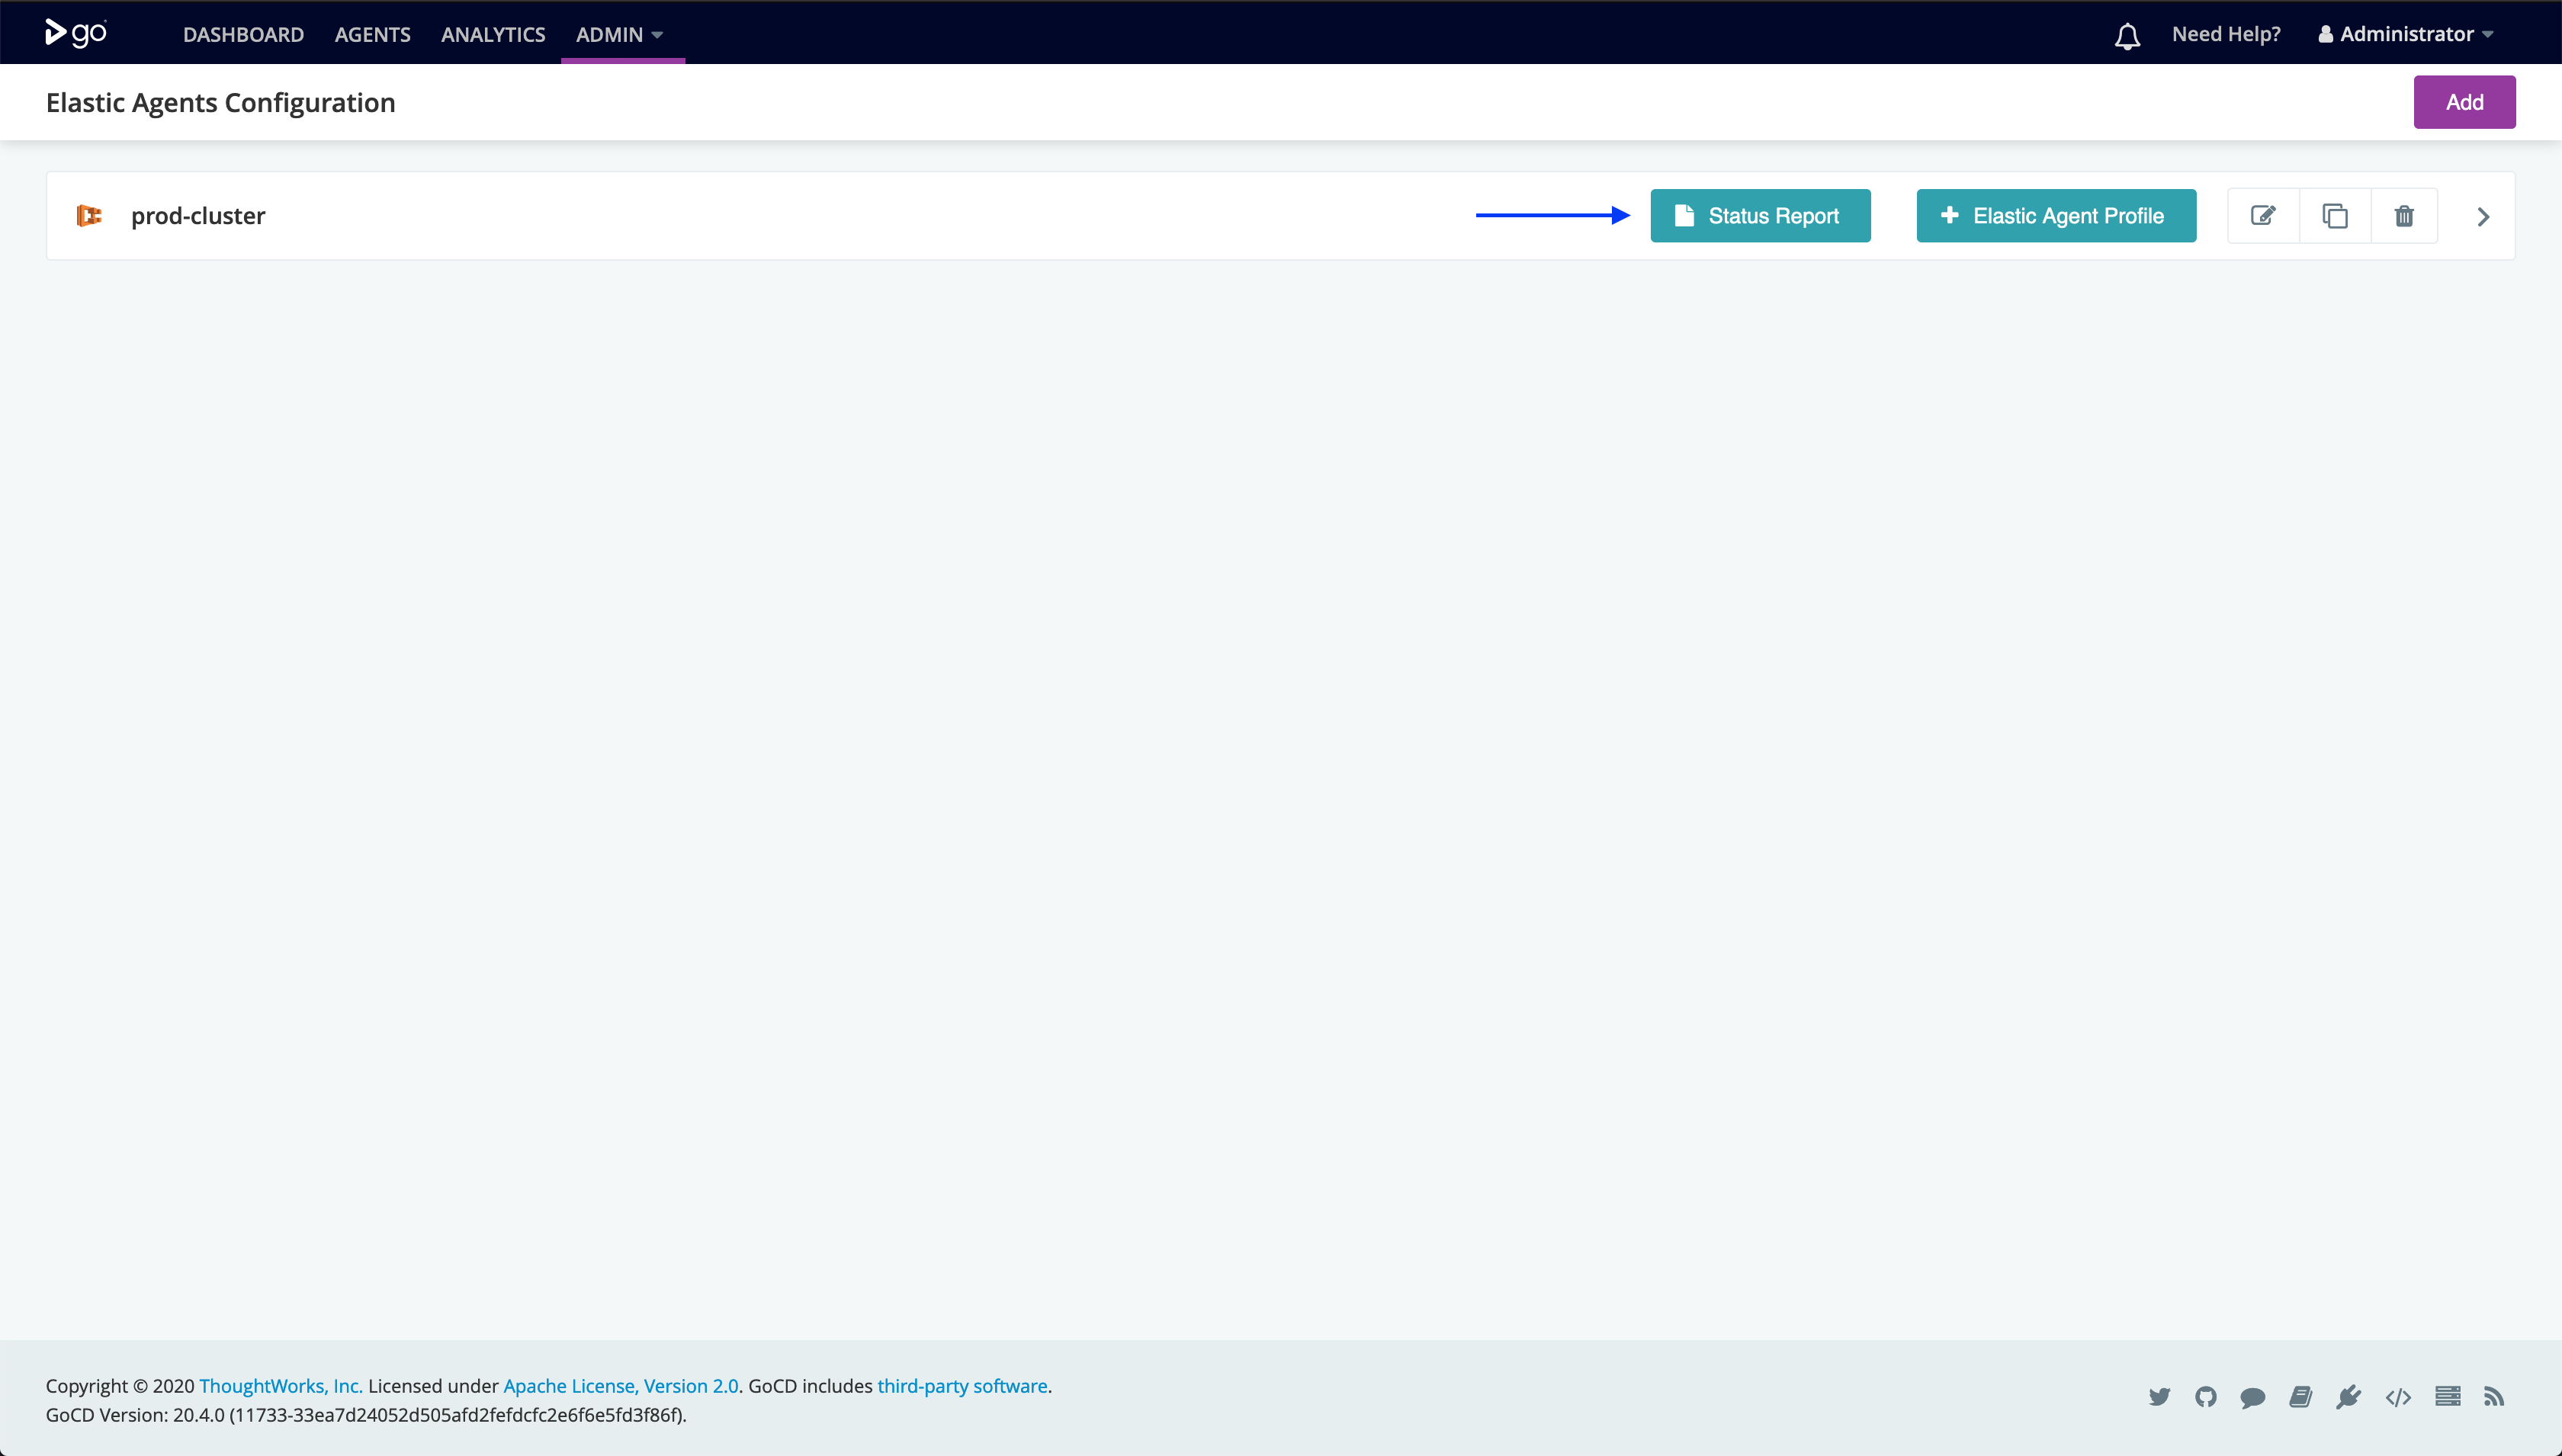 go DASHBOARD AGENTS ANALYTICS ADMIN Need Help? Administrator
Elastic Agents Configuration Add
prod-cluster Status Report Elastic Agent Profile
Copyright © 2020 ThoughtWorks, Inc. Licensed under Apache License, Version 2.0. GoCD includes third-party software.
GoCD Version: 20.4.0 (11733-33ea7d24052d505afd2fefdcfc2e6f6e5fd3f86f).